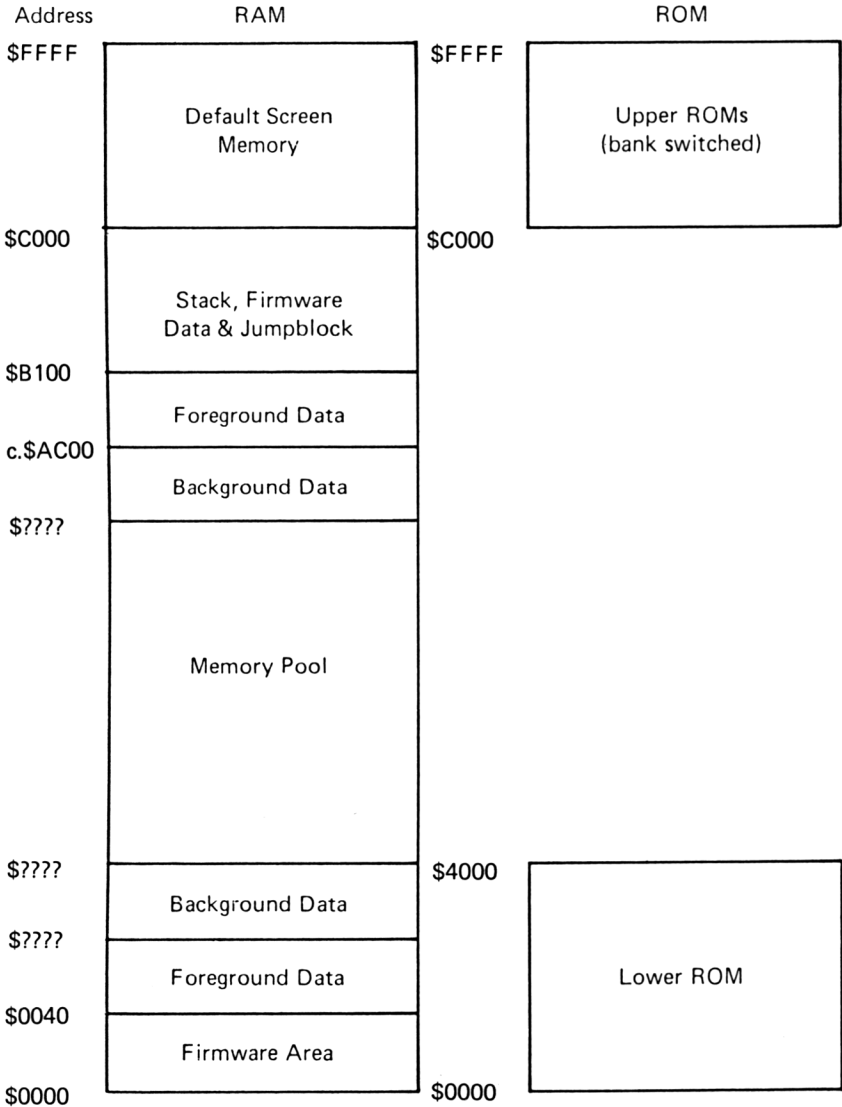 Address RAM ROM
$FFFF $FFFF
Default Screen
Memory
Upper ROMs
(bank switched)
$C000 $C000
Stack, Firmware
Data & Jumpblock
$B100
Foreground Data
c.$AC00
Background Data
$????
Memory Pool
$???? $4000
Background Data
$????
Foreground Data
Lower ROM
$0040
Firmware Area
$0000 $0000